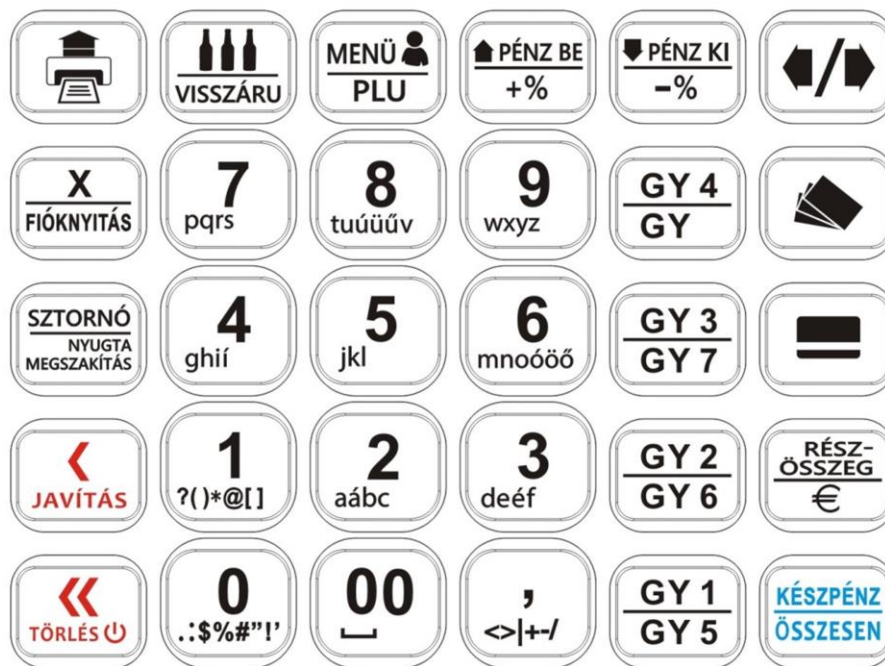 VISSZÁRU
MENÜ
PLU
PÉNZ BE
+%
PÉNZ KI
-%
/
X
FIÓKNYITÁS
7
pqrs
8
tuúüűv
9
wxyz
GY 4
GY
SZTORNÓ
NYUGTA
MEGSZAKÍTÁS
4
ghií
5
jkl
6
mnoóöő
GY 3
GY 7
JAVÍTÁS
1
?()*@[]
2
aábc
3
deéf
GY 2
GY 6
RÉSZ-
ÖSSZEG
€
TÖRLÉS
0
.:$%#"!'
00
,
<>|+-/
GY 1
GY 5
KÉSZPÉNZ
ÖSSZESEN